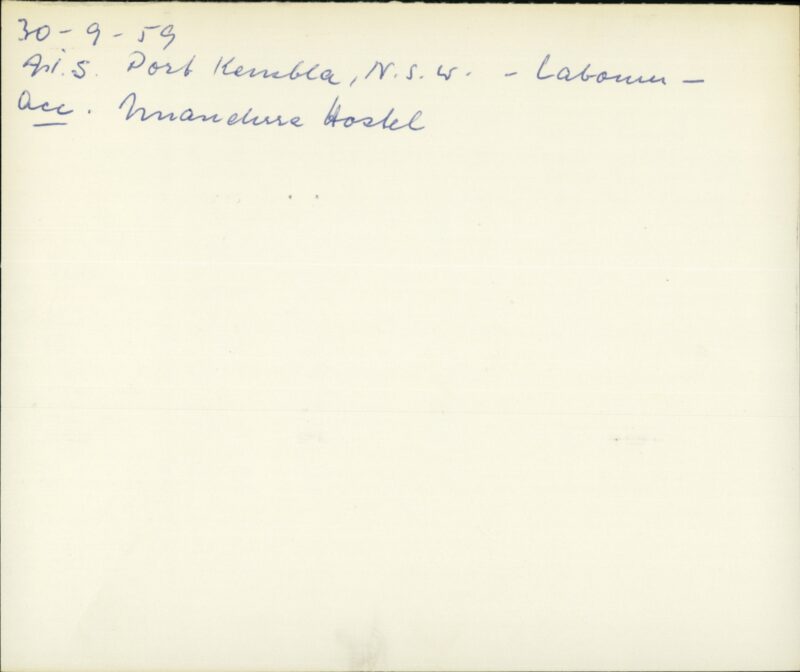 30-9-59
A.I.S. Port Kembla, N.S.W. - Labourer -
Acc. Unanderra Hostel